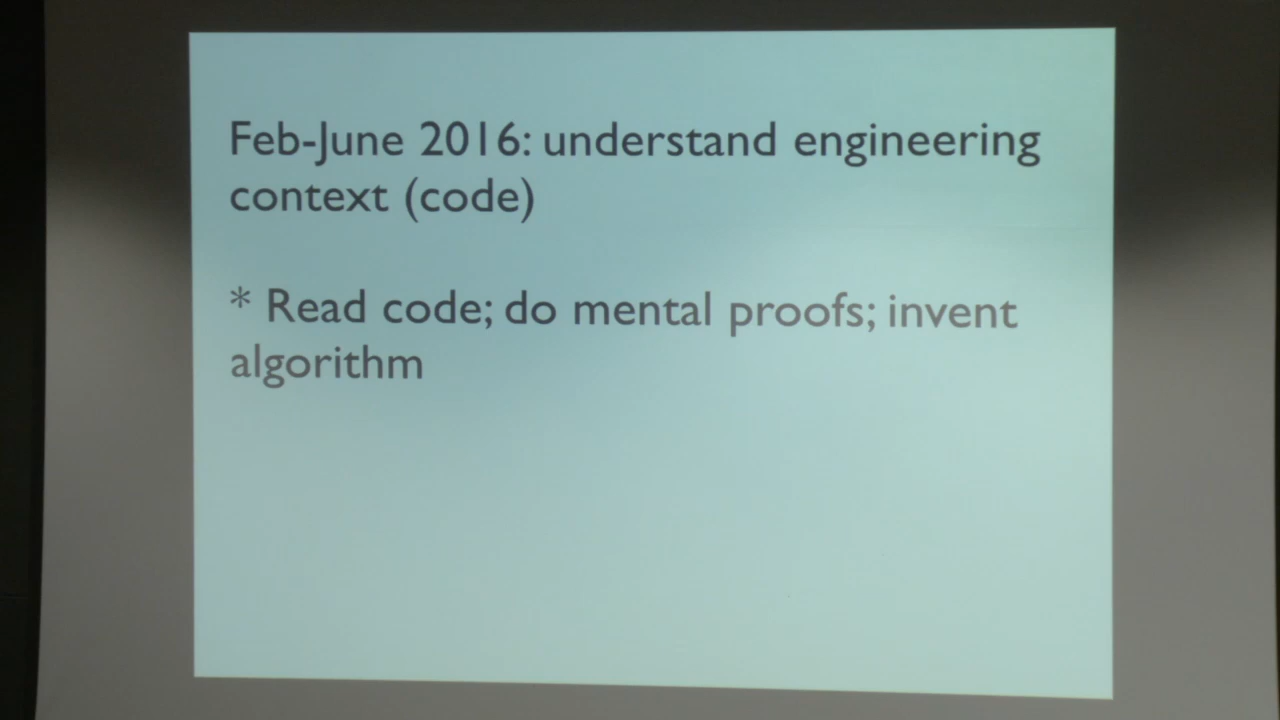 Feb-June 2016: understand engineering
context (code)
* Read code; do mental proofs; invent
algorithm